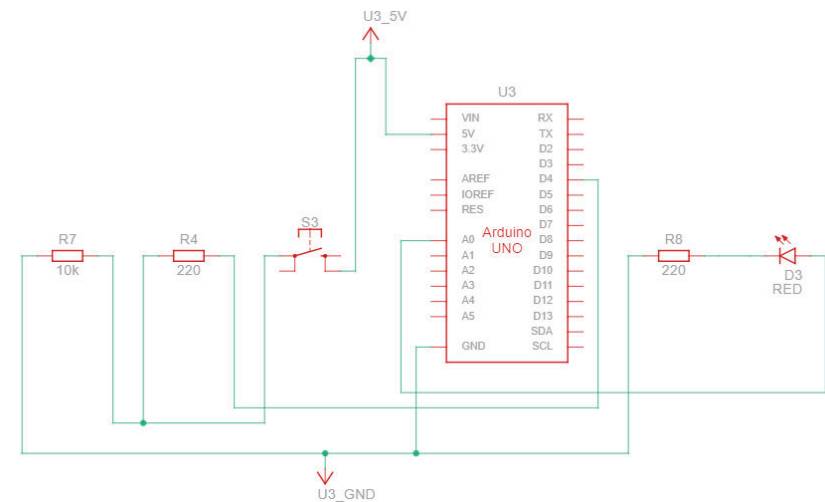 U3_5V
U3
VIN RX
5V TX
3.3V D2
D3
AREF D4
IOREF D5
RES D6
D7
A0 D8
A1 D9
A2 D10
A3 D11
A4 D12
A5 D13
SDA
GND SCL
Arduino
UNO
R7
10k
R4
220
S3
R8
220
D3
RED
U3_GND